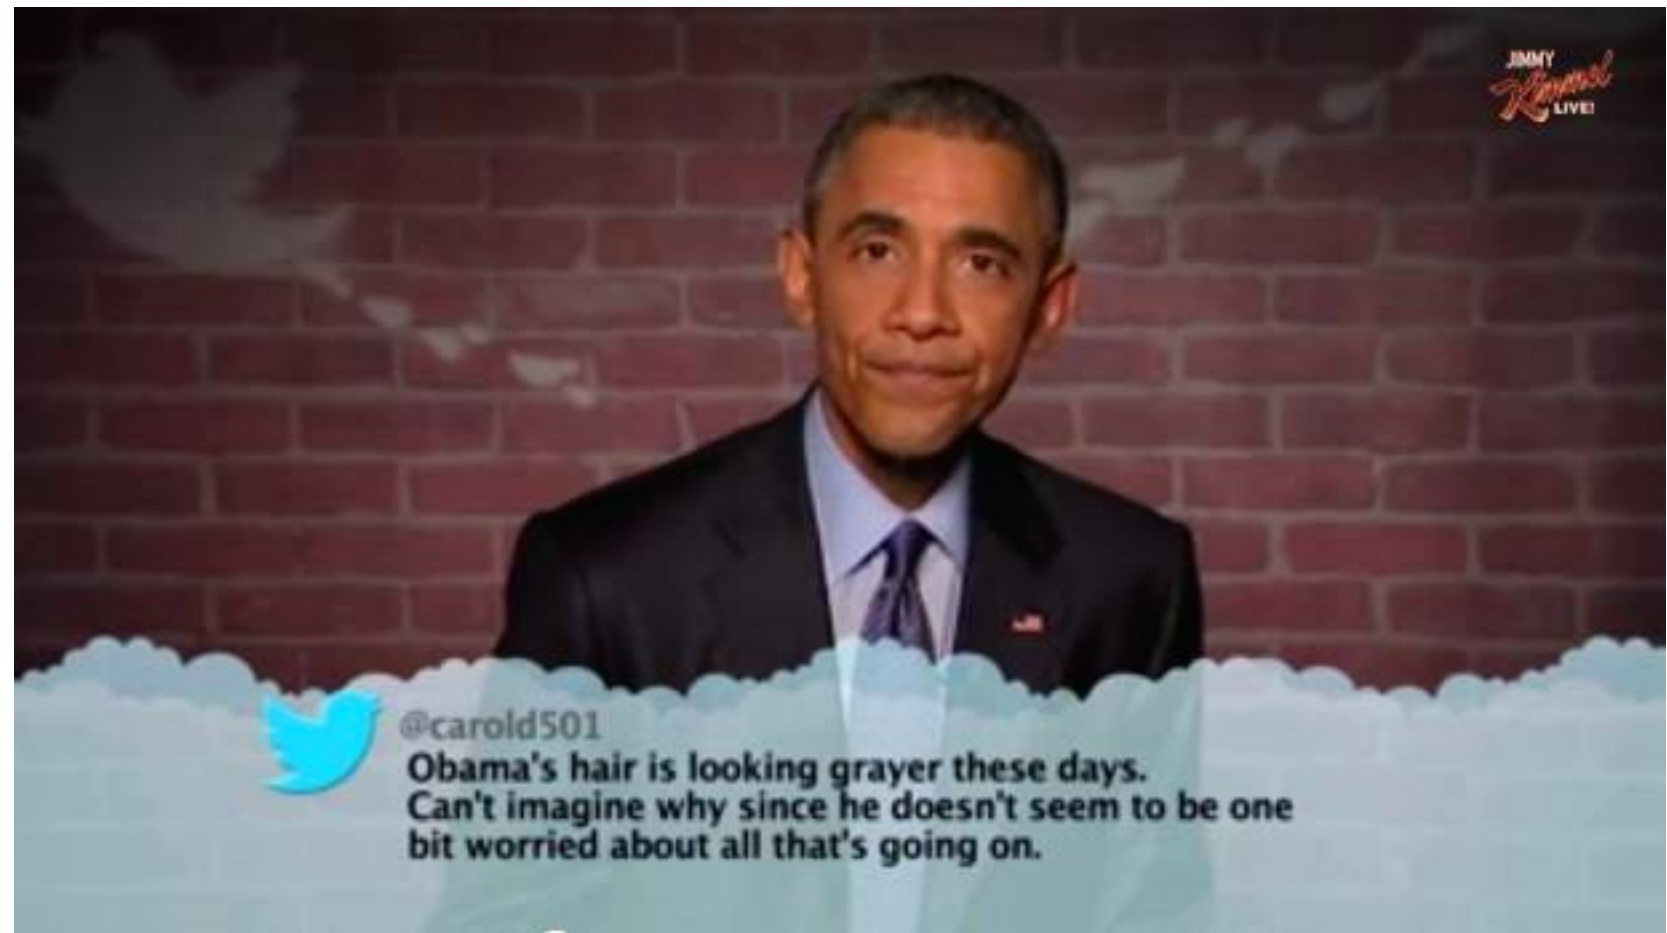 JIMMY
Kimmel
LIVE!
@carold501
Obama's hair is looking grayer these days.
Can't imagine why since he doesn't seem to be one
bit worried about all that's going on.